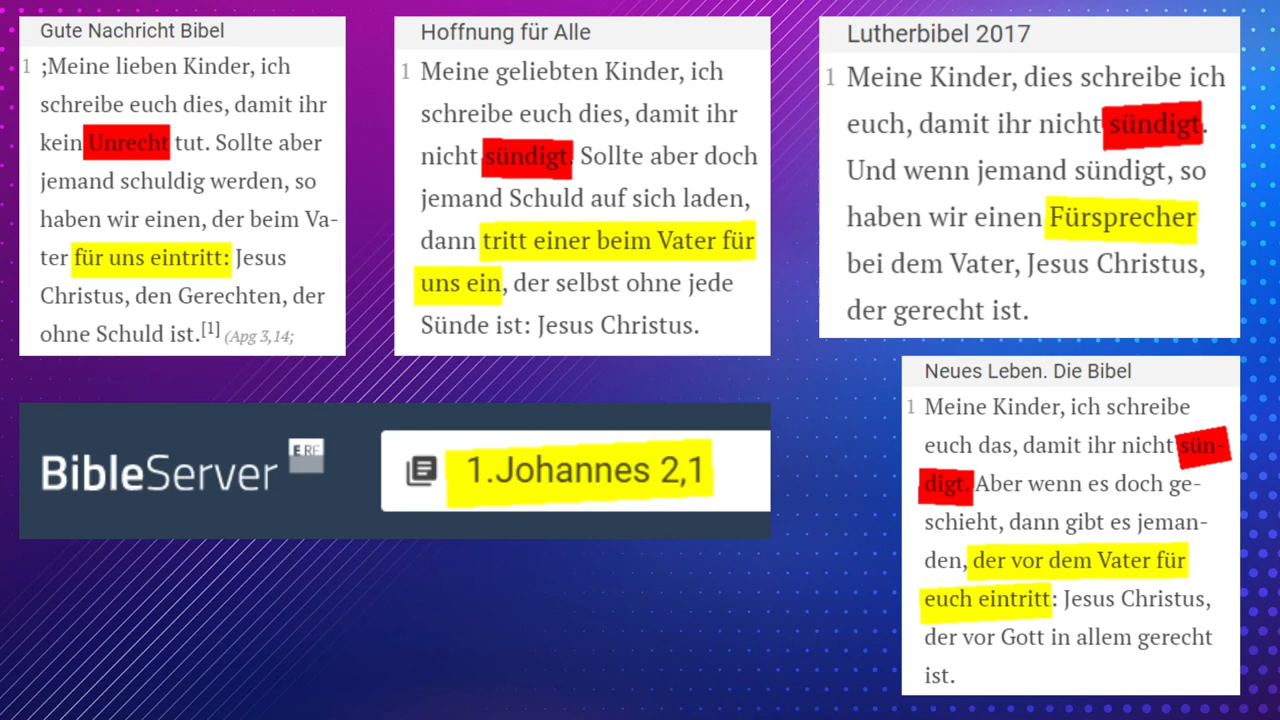 Gute Nachricht Bibel
1 ;Meine lieben Kinder, ich
schreibe euch dies, damit ihr
kein Unrecht tut. Sollte aber
jemand schuldig werden, so
haben wir einen, der beim Va-
ter für uns eintritt: Jesus
Christus, den Gerechten, der
ohne Schuld ist.[1] (Apg 3,14;
Hoffnung für Alle
1 Meine geliebten Kinder, ich
schreibe euch dies, damit ihr
nicht sündigt. Sollte aber doch
jemand Schuld auf sich laden,
dann tritt einer beim Vater für
uns ein, der selbst ohne jede
Sünde ist: Jesus Christus.
Lutherbibel 2017
1 Meine Kinder, dies schreibe ich
euch, damit ihr nicht sündigt.
Und wenn jemand sündigt, so
haben wir einen Fürsprecher
bei dem Vater, Jesus Christus,
der gerecht ist.
BibleServer ERF
1.Johannes 2,1
Neues Leben. Die Bibel
1 Meine Kinder, ich schreibe
euch das, damit ihr nicht sün-
digt. Aber wenn es doch ge-
schieht, dann gibt es jeman-
den, der vor dem Vater für
euch eintritt: Jesus Christus,
der vor Gott in allem gerecht
ist.